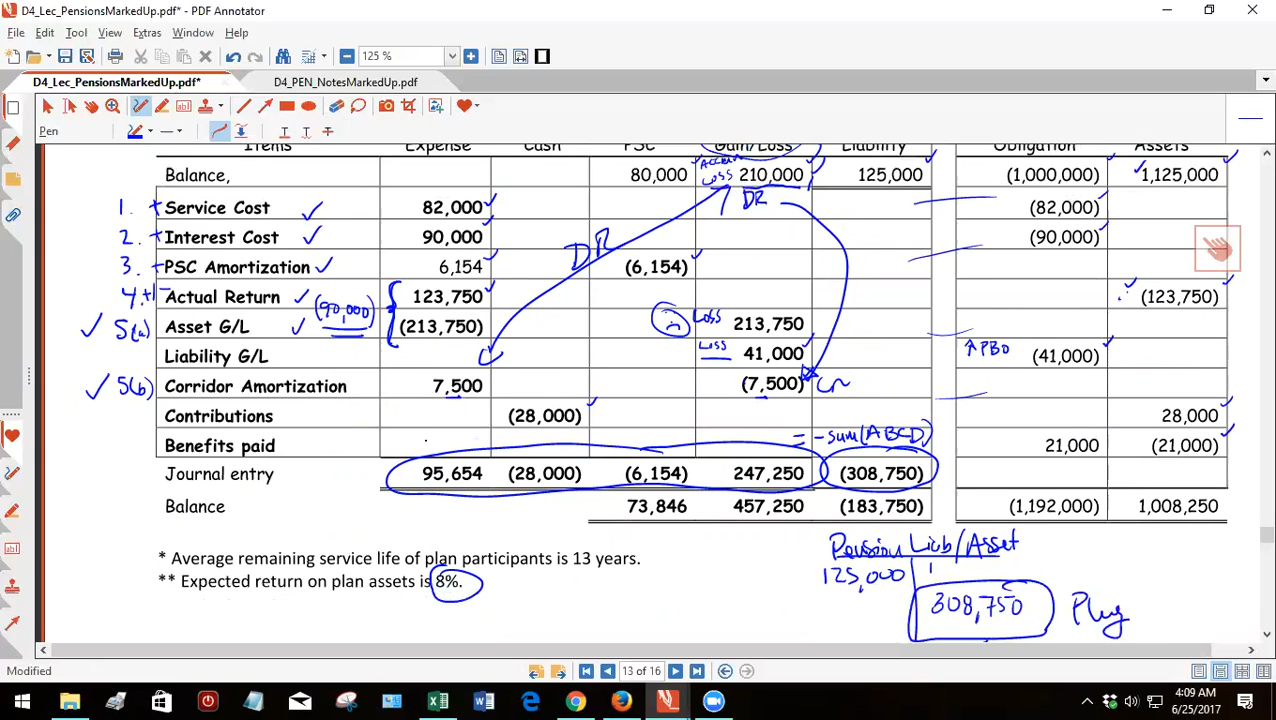 D4_Lec_PensionsMarkedUp.pdf* - PDF Annotator
File Edit Tool View Extras Window Help
125 %
D4_Lec_PensionsMarkedUp.pdf* D4_PEN_NotesMarkedUp.pdf
Pen
Items Expense Cash PSC Gain/Loss Liability Obligation Assets
Balance, 80,000 Accum Loss 210,000 125,000 (1,000,000) 1,125,000
DR
1. + Service Cost 82,000 (82,000)
2. + Interest Cost 90,000 (90,000)
DR
3. + PSC Amortization 6,154 (6,154)
4. +/- Actual Return 123,750 (123,750)
(90,000)
5(a) Asset G/L (213,750) Loss 213,750
Liability G/L Loss 41,000 ↑PBO (41,000)
5(b) Corridor Amortization 7,500 (7,500) CR
Contributions (28,000) 28,000
= -sum(ABCD)
Benefits paid 21,000 (21,000)
Journal entry 95,654 (28,000) (6,154) 247,250 (308,750)
Balance 73,846 457,250 (183,750) (1,192,000) 1,008,250
Pension Liab/Asset
* Average remaining service life of plan participants is 13 years.
125,000
** Expected return on plan assets is 8%.
308,750 Plug
Modified 13 of 16
4:09 AM
6/25/2017